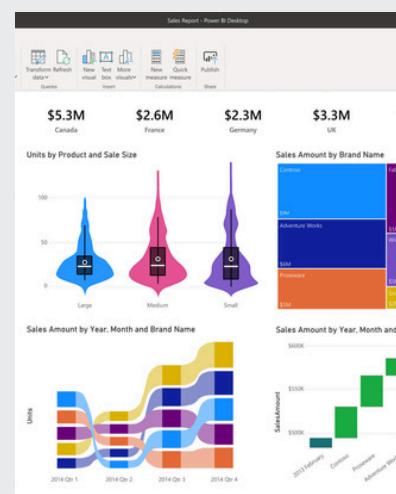 Sales Report - Power BI Desktop
Transform data
Refresh
New visual
Text box
More visuals
New measure
Quick measure
Publish
Queries
Insert
Calculations
Share
$5.3M
$2.6M
$2.3M
$3.3M
Canada
France
Germany
UK
Units by Product and Sale Size
100
50
0
Large
Medium
Small
Sales Amount by Brand Name
Contoso
$9M
Adventure Works
$6M
Proseware
Sales Amount by Year, Month and Brand Name
Units
2014 Qtr 1
2014 Qtr 2
2014 Qtr 3
2014 Qtr 4
Sales Amount by Year, Month and
$600K
$550K
$500K
SalesAmount
2013 February
Contoso
Proseware
Adventure Works